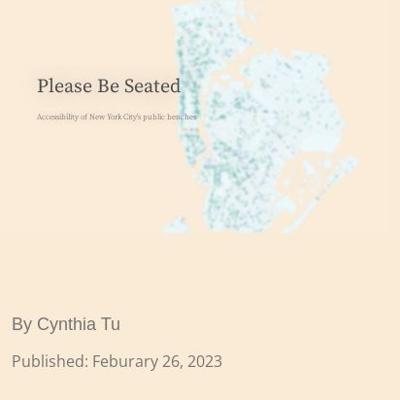 Please Be Seated
Accessibility of New York City's public benches
By Cynthia Tu
Published: Feburary 26, 2023